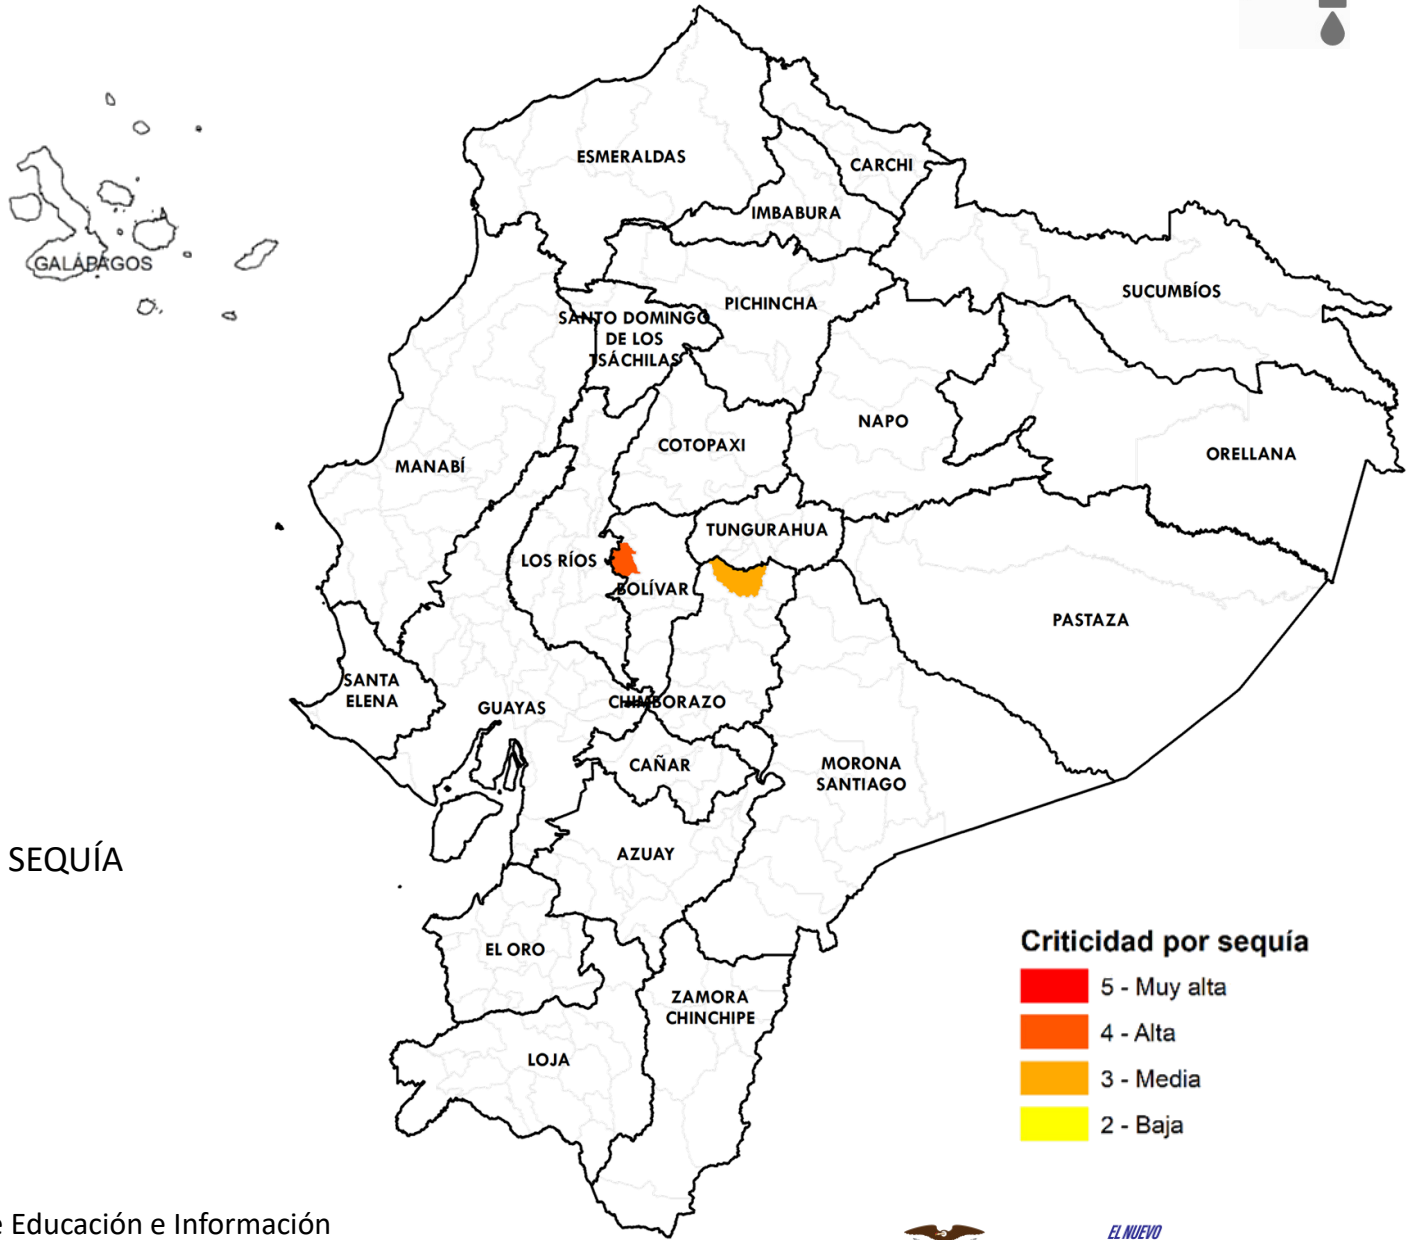 ESMERALDAS
CARCHI
IMBABURA
GALÁPAGOS
SUCUMBÍOS
PICHINCHA
SANTO DOMINGO
DE LOS
TSÁCHILAS
NAPO
COTOPAXI
ORELLANA
MANABÍ
TUNGURAHUA
LOS RÍOS
BOLÍVAR
PASTAZA
SANTA
ELENA
CHIMBORAZO
GUAYAS
CAÑAR
MORONA
SANTIAGO
AZUAY
SEQUÍA
EL ORO
Criticidad por sequía
5 - Muy alta
4 - Alta
3 - Media
2 - Baja
ZAMORA
CHINCHIPE
LOJA
Educación e Información
EL NUEVO